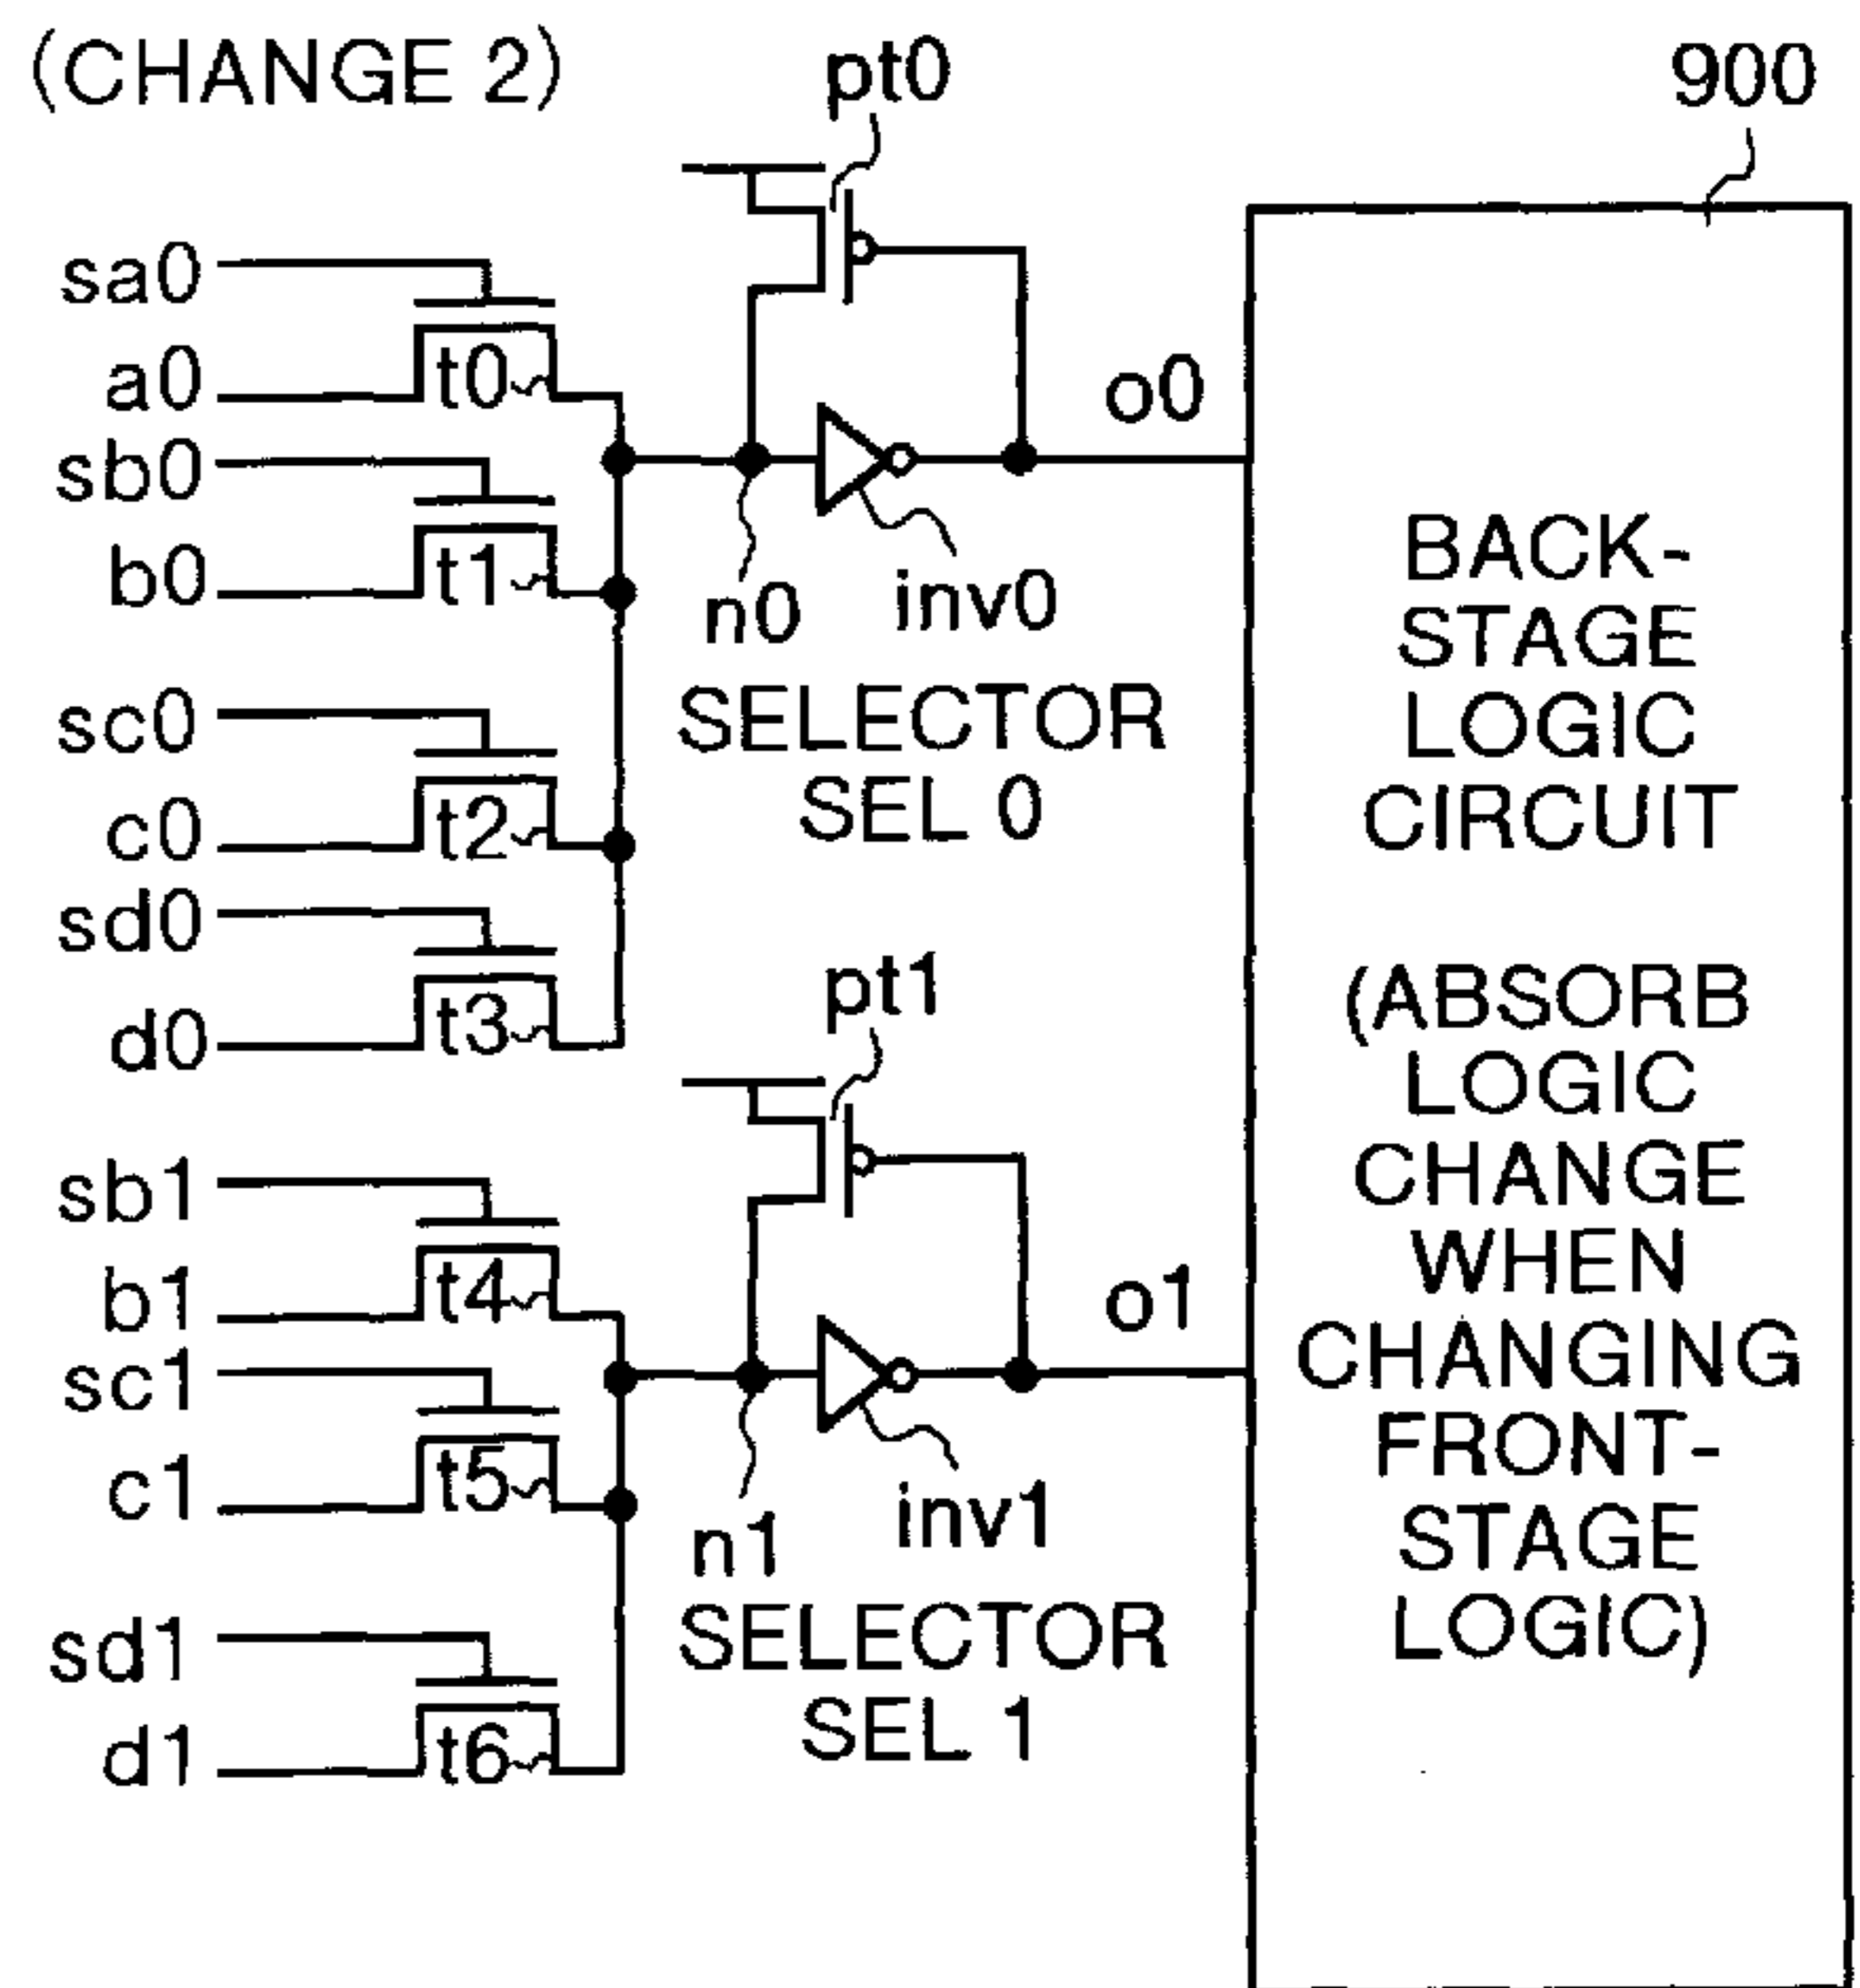 (CHANGE 2)
pt0
900
sa0
a0
t0
o0
sb0
b0
t1
n0
inv0
SELECTOR
SEL 0
sc0
c0
t2
sd0
d0
t3
pt1
sb1
b1
t4
o1
sc1
c1
t5
n1
inv1
SELECTOR
SEL 1
sd1
d1
t6
BACK-
STAGE
LOGIC
CIRCUIT
(ABSORB
LOGIC
CHANGE
WHEN
CHANGING
FRONT-
STAGE
LOGIC)